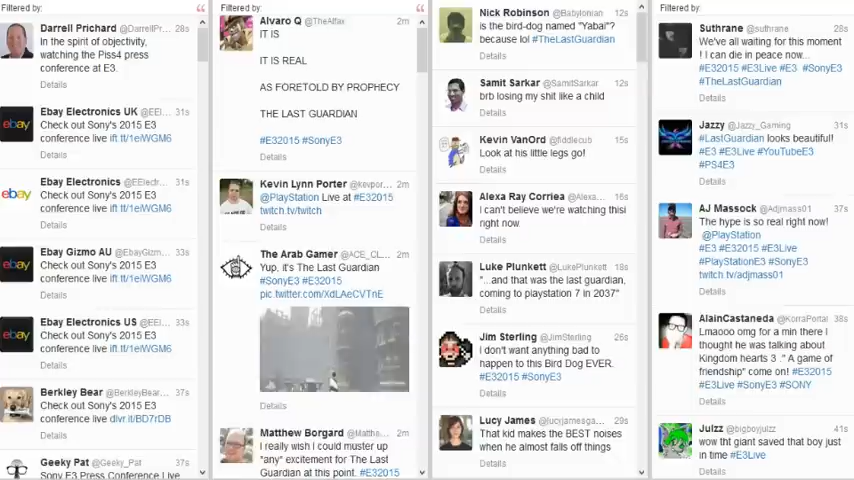 Filtered by:
Darrell Prichard @DarrellPr... 28s
In the spirit of objectivity,
watching the Piss4 press
conference at E3.
Details
Ebay Electronics UK @EEl... 31s
Check out Sony's 2015 E3
conference live ift.tt/1eiWGM6
Details
Ebay Electronics @EElectr... 31s
Check out Sony's 2015 E3
conference live ift.tt/1eiWGM6
Details
Ebay Gizmo AU @EbayGizm... 33s
Check out Sony's 2015 E3
conference live ift.tt/1eiWGM6
Details
Ebay Electronics US @EEl... 33s
Check out Sony's 2015 E3
conference live ift.tt/1eiWGM6
Details
Berkley Bear @BerkleyBear... 37s
Check out Sony's 2015 E3
conference live dlvr.it/BD7rDB
Details
Geeky Pat @Geeky_Pat 37s
Sony E3 Press Conference Live
Filtered by:
Alvaro Q @TheAlfax 2m
IT IS
IT IS REAL
AS FORETOLD BY PROPHECY
THE LAST GUARDIAN
#E32015 #SonyE3
Details
Kevin Lynn Porter @kevpor... 2m
@PlayStation Live at #E32015
twitch.tv/twitch
Details
The Arab Gamer @ACE_CL... 2m
Yup, it's The Last Guardian
#SonyE3 #E32015
pic.twitter.com/XdLAeCVTnE
Details
Matthew Borgard @Mattha... 2m
I really wish I could muster up
*any* excitement for The Last
Guardian at this point. #E32015
Nick Robinson @Babylonian 12s
is the bird-dog named "Yabai"?
because lol #TheLastGuardian
Details
Samit Sarkar @SamitSarkar 12s
brb losing my shit like a child
Details
Kevin VanOrd @fiddlecub 15s
Look at his little legs go!
Details
Alexa Ray Corriea @Alexa... 16s
I can't believe we're watching thisi
right now
Details
Luke Plunkett @LukePlunkett 18s
"...and that was the last guardian,
coming to playstation 7 in 2037"
Details
Jim Sterling @JimSterling 26s
I don't want anything bad to
happen to this Bird Dog EVER.
#E32015 #SonyE3
Details
Lucy James @lucyjamesga... 29s
That kid makes the BEST noises
when he almost falls off things
Details
Filtered by:
Suthrane @suthrane 28s
We've all waiting for this moment
! I can die in peace now...
#E32015 #E3Live #E3 #SonyE3
#TheLastGuardian
Details
Jazzy @Jazzy_Gaming 31s
#LastGuardian looks beautiful!
#E3 #E3Live #YouTubeE3
#PS4E3
Details
AJ Massock @Adjmass01 37s
The hype is so real right now!
@PlayStation
#E3 #E32015 #E3Live
#PlaystationE3 #SonyE3
twitch.tv/adjmass01
Details
AlainCastaneda @KorraPortal 38s
Lmaooo omg for a min there I
thought he was talking about
Kingdom hearts 3 ." A game of
friendship" come on! #E32015
#E3Live #SonyE3 #SONY
Details
Julzz @bigboyjulzz 41s
wow tht giant saved that boy just
in time #E3Live
Details